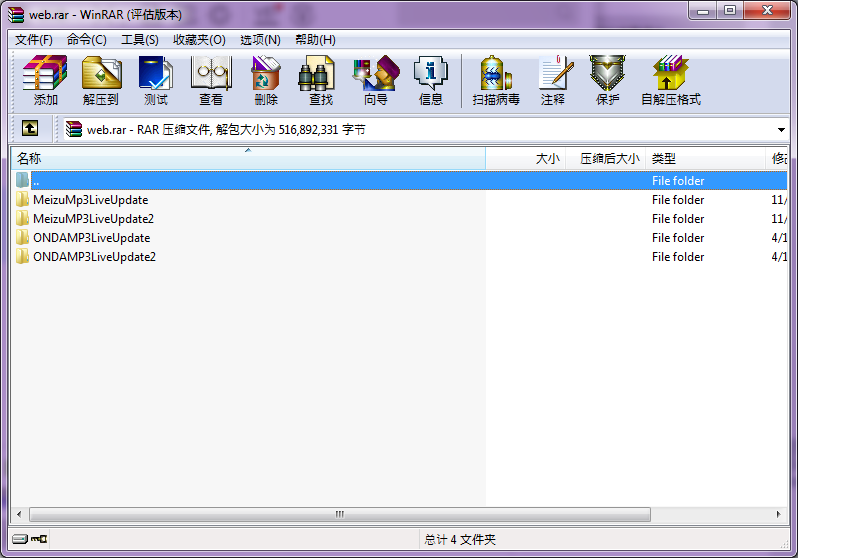 web.rar - WinRAR (评估版本)
文件(F) 命令(C) 工具(S) 收藏夹(O) 选项(N) 帮助(H)
添加 解压到 测试 查看 删除 查找 向导 信息 扫描病毒 注释 保护 自解压格式
web.rar - RAR 压缩文件, 解包大小为 516,892,331 字节
名称 大小 压缩后大小 类型 修改
.. File folder
MeizuMp3LiveUpdate File folder 11/
MeizuMP3LiveUpdate2 File folder 11/
ONDAMP3LiveUpdate File folder 4/1
ONDAMP3LiveUpdate2 File folder 4/1
总计 4 文件夹